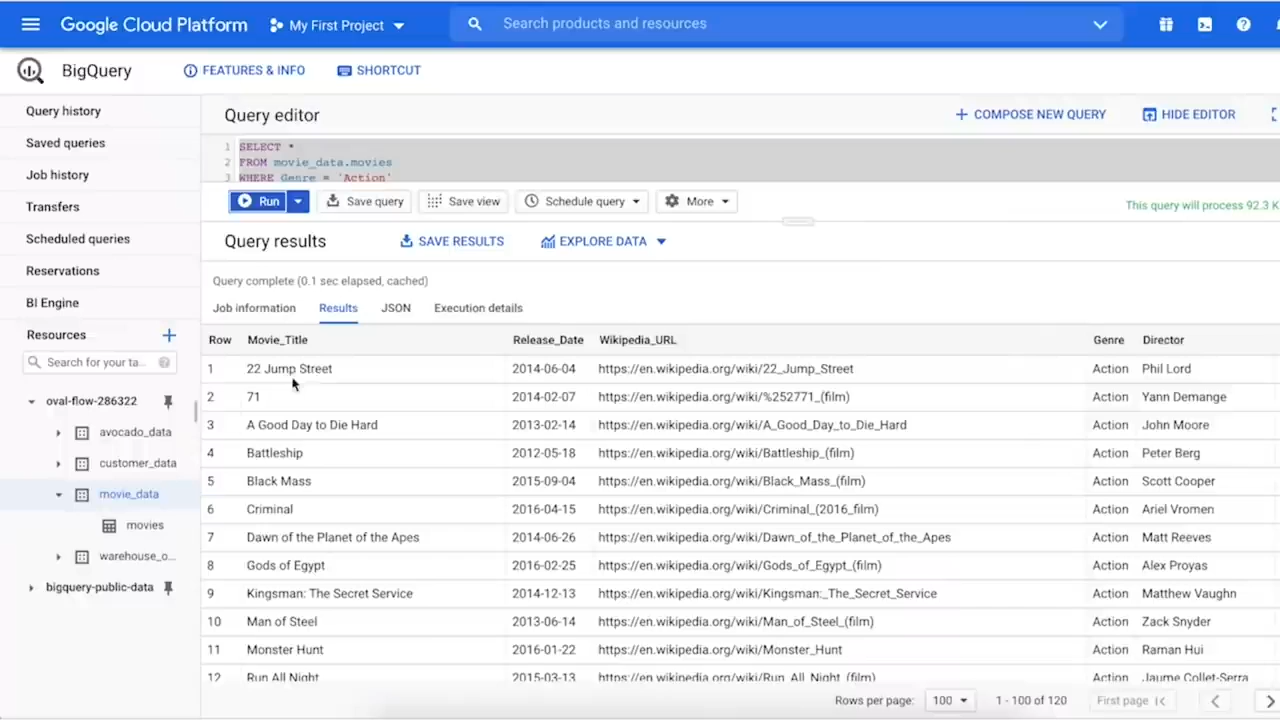 Google Cloud Platform My First Project Search products and resources
BigQuery FEATURES & INFO SHORTCUT
Query history
Saved queries
Job history
Transfers
Scheduled queries
Reservations
BI Engine
Resources
Search for your ta...
oval-flow-286322
avocado_data
customer_data
movie_data
movies
warehouse_o...
bigquery-public-data
Query editor COMPOSE NEW QUERY HIDE EDITOR
1 SELECT *
2 FROM movie_data.movies
3 WHERE Genre = 'Action'
Run Save query Save view Schedule query More This query will process 92.3 K
Query results SAVE RESULTS EXPLORE DATA
Query complete (0.1 sec elapsed, cached)
Job information Results JSON Execution details
Row Movie_Title Release_Date Wikipedia_URL Genre Director
1 22 Jump Street 2014-06-04 https://en.wikipedia.org/wiki/22_Jump_Street Action Phil Lord
2 71 2014-02-07 https://en.wikipedia.org/wiki/%252771_(film) Action Yann Demange
3 A Good Day to Die Hard 2013-02-14 https://en.wikipedia.org/wiki/A_Good_Day_to_Die_Hard Action John Moore
4 Battleship 2012-05-18 https://en.wikipedia.org/wiki/Battleship_(film) Action Peter Berg
5 Black Mass 2015-09-04 https://en.wikipedia.org/wiki/Black_Mass_(film) Action Scott Cooper
6 Criminal 2016-04-15 https://en.wikipedia.org/wiki/Criminal_(2016_film) Action Ariel Vromen
7 Dawn of the Planet of the Apes 2014-06-26 https://en.wikipedia.org/wiki/Dawn_of_the_Planet_of_the_Apes Action Matt Reeves
8 Gods of Egypt 2016-02-25 https://en.wikipedia.org/wiki/Gods_of_Egypt_(film) Action Alex Proyas
9 Kingsman: The Secret Service 2014-12-13 https://en.wikipedia.org/wiki/Kingsman:_The_Secret_Service Action Matthew Vaughn
10 Man of Steel 2013-06-14 https://en.wikipedia.org/wiki/Man_of_Steel_(film) Action Zack Snyder
11 Monster Hunt 2016-01-22 https://en.wikipedia.org/wiki/Monster_Hunt Action Raman Hui
12 Run All Night 2015-03-13 https://en.wikipedia.org/wiki/Run_All_Night_(film) Action Jaume Collet-Serra
Rows per page: 100 1 - 100 of 120 First page